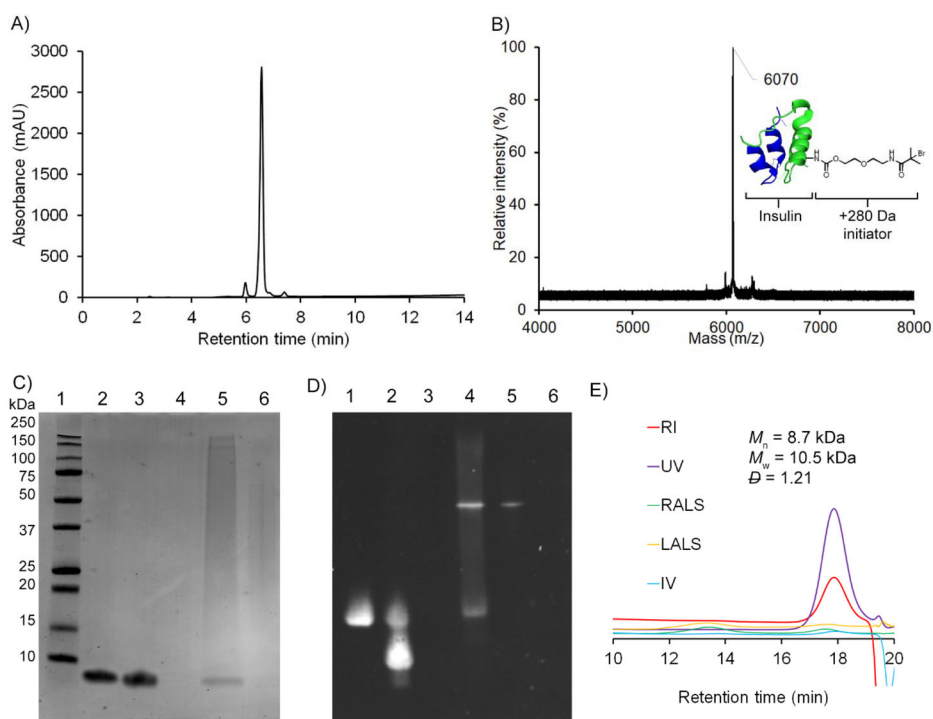 A)
3000
2500
2000
1500
1000
500
0
Absorbance (mAU)
0 2 4 6 8 10 12 14
Retention time (min)
B)
100
80
60
40
20
0
Relative intensity (%)
6070
H
N
O
O
O
H
N
O
Br
Insulin
+280 Da
initiator
4000 5000 6000 7000 8000
Mass (m/z)
C)
kDa 1 2 3 4 5 6
250
150
100
75
50
37
25
20
15
10
D)
1 2 3 4 5 6
E)
RI
UV
RALS
LALS
IV
Mn = 8.7 kDa
Mw = 10.5 kDa
Đ = 1.21
10 12 14 16 18 20
Retention time (min)